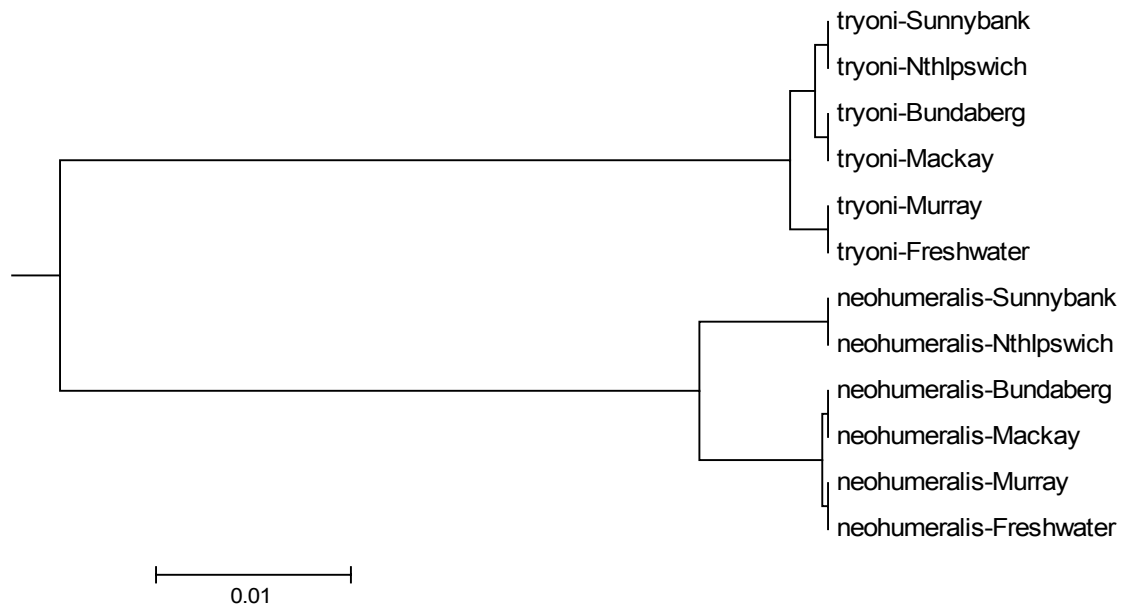 tryoni-Sunnybank
tryoni-NthIpswich
tryoni-Bundaberg
tryoni-Mackay
tryoni-Murray
tryoni-Freshwater
neohumeralis-Sunnybank
neohumeralis-NthIpswich
neohumeralis-Bundaberg
neohumeralis-Mackay
neohumeralis-Murray
neohumeralis-Freshwater
0.01